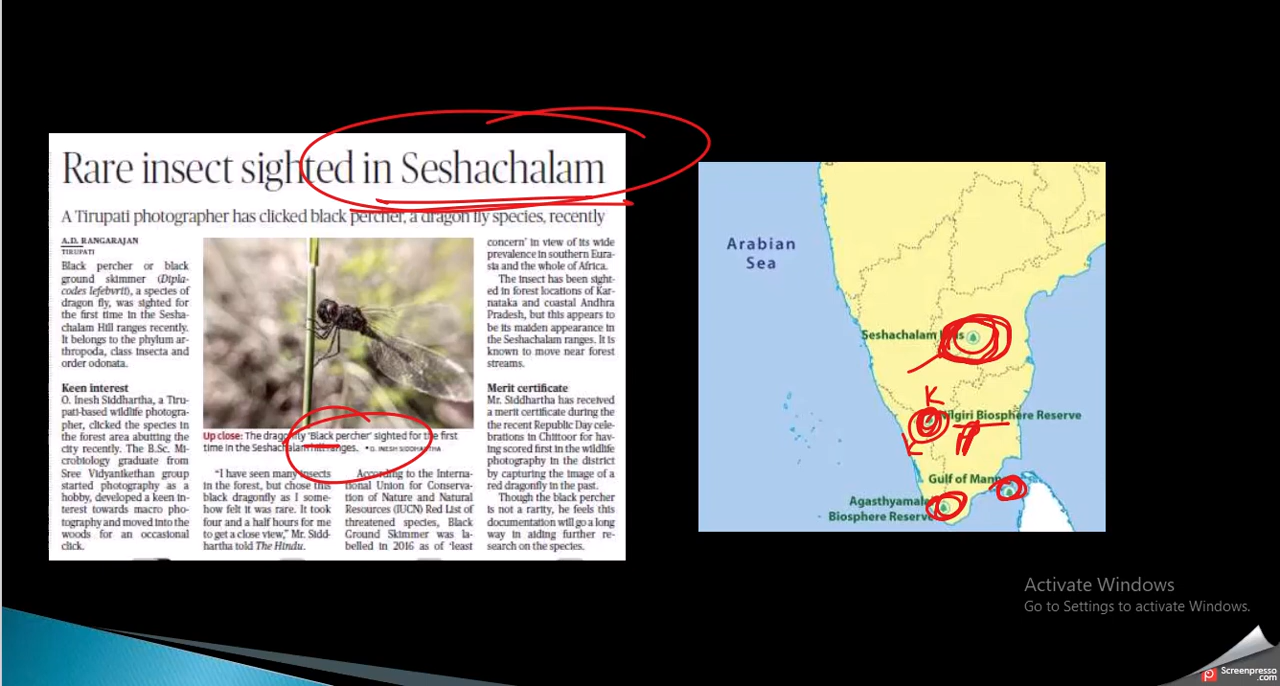 Rare insect sighted in Seshachalam
A Tirupati photographer has clicked black percher, a dragon fly species, recently
A.D. RANGARAJAN
TIRUPATI
Black percher or black
ground skimmer (Dipla-
codes lefebvrii), a species of
dragon fly, was sighted for
the first time in the Sesha-
chalam Hill ranges recently.
It belongs to the phylum ar-
thropoda, class insecta and
order odonata.
Keen interest
O. Inesh Siddhartha, a Tiru-
pati-based wildlife photogra-
pher, clicked the species in
the forest area abutting the
city recently. The B.Sc. Mi-
crobiology graduate from
Sree Vidyanikethan group
started photography as a
hobby, developed a keen in-
terest towards macro pho-
tography and moved into the
woods for an occasional
click.
Up close: The dragonfly 'Black percher' sighted for the first
time in the Seshachalam hill ranges. • O. INESH SIDDHARTHA
"I have seen many insects
in the forest, but chose this
black dragonfly as I some-
how felt it was rare. It took
four and a half hours for me
to get a close view," Mr. Sidd-
hartha told The Hindu.
According to the Interna-
tional Union for Conserva-
tion of Nature and Natural
Resources (IUCN) Red List of
threatened species, Black
Ground Skimmer was la-
belled in 2016 as of 'least
concern' in view of its wide
prevalence in southern Eura-
sia and the whole of Africa.
The insect has been sight-
ed in forest locations of Kar-
nataka and coastal Andhra
Pradesh, but this appears to
be its maiden appearance in
the Seshachalam ranges. It is
known to move near forest
streams.
Merit certificate
Mr. Siddhartha has received
a merit certificate during the
recent Republic Day cele-
brations in Chittoor for hav-
ing scored first in the wildlife
photography in the district
by capturing the image of a
red dragonfly in the past.
Though the black percher
is not a rarity, he feels this
documentation will go a long
way in aiding further re-
search on the species.
Arabian
Sea
Seshachalam Hills
K
Nilgiri Biosphere Reserve
K
T
Gulf of Mannar
Agasthyamalai
Biosphere Reserve
Activate Windows
Go to Settings to activate Windows.
Screenpresso
.com